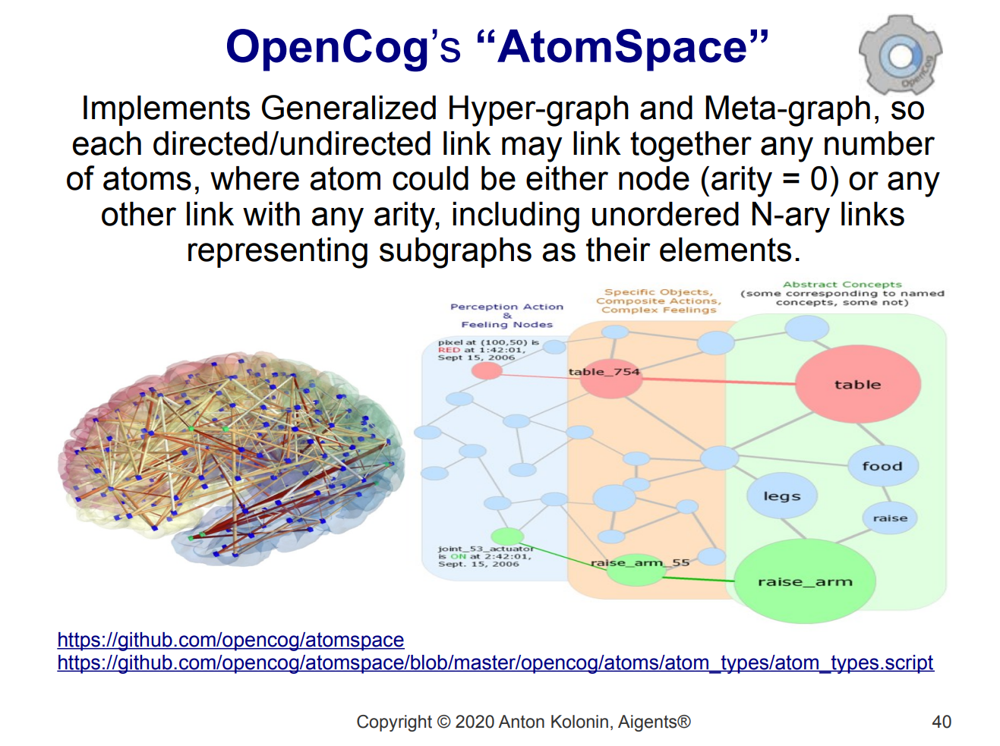 OpenCog’s “AtomSpace”
OpenCog
Implements Generalized Hyper-graph and Meta-graph, so
each directed/undirected link may link together any number
of atoms, where atom could be either node (arity = 0) or any
other link with any arity, including unordered N-ary links
representing subgraphs as their elements.
Perception Action
&
Feeling Nodes
Specific Objects,
Composite Actions,
Complex Feelings
Abstract Concepts
(some corresponding to named
concepts, some not)
pixel at (100,50) is
RED at 1:42:01,
Sept 15, 2006
table_754
table
food
legs
raise
joint_53_actuator
is ON at 2:42:01,
Sept. 15, 2006
raise_arm_55
raise_arm
https://github.com/opencog/atomspace
https://github.com/opencog/atomspace/blob/master/opencog/atoms/atom_types/atom_types.script
Copyright © 2020 Anton Kolonin, Aigents®
40